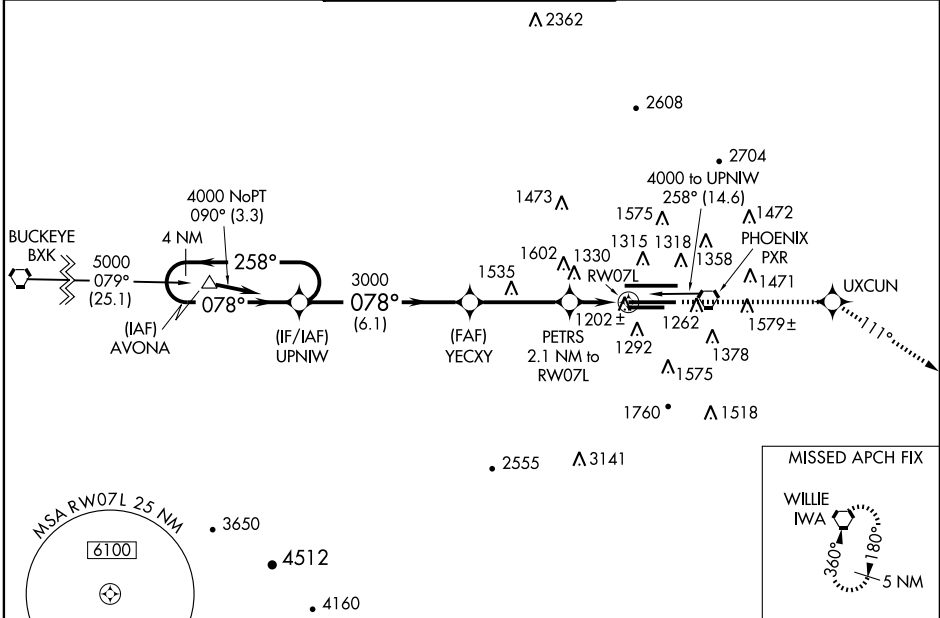 2362
2608
2704
4000 NoPT
090° (3.3)
4000 to UPNIW
258° (14.6)
1473
1575
1472
BUCKEYE
BXK
4 NM
5000
079°
(25.1)
258°
1602
1330
1315
1318
1358
PHOENIX
PXR
1535
RW07L
1471
UXCUN
078°
3000
078°
(6.1)
(IAF)
AVONA
(IF/IAF)
UPNIW
(FAF)
YECXY
PETRS
2.1 NM to
RW07L
1202±
1262
1579±
111°
1292
1378
1575
1760
1518
2555
3141
MISSED APCH FIX
WILLIE
IWA
360°
180°
5 NM
MSA RW07L 25 NM
6100
3650
4512
4160